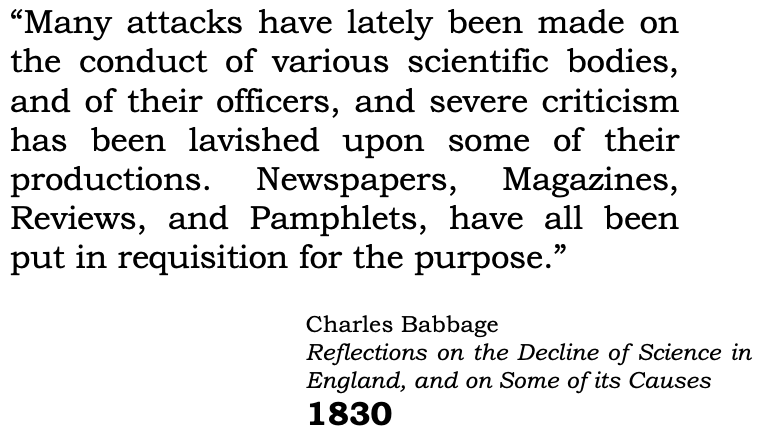 “Many attacks have lately been made on
the conduct of various scientific bodies,
and of their officers, and severe criticism
has been lavished upon some of their
productions. Newspapers, Magazines,
Reviews, and Pamphlets, have all been
put in requisition for the purpose.”
Charles Babbage
Reflections on the Decline of Science in
England, and on Some of its Causes
1830